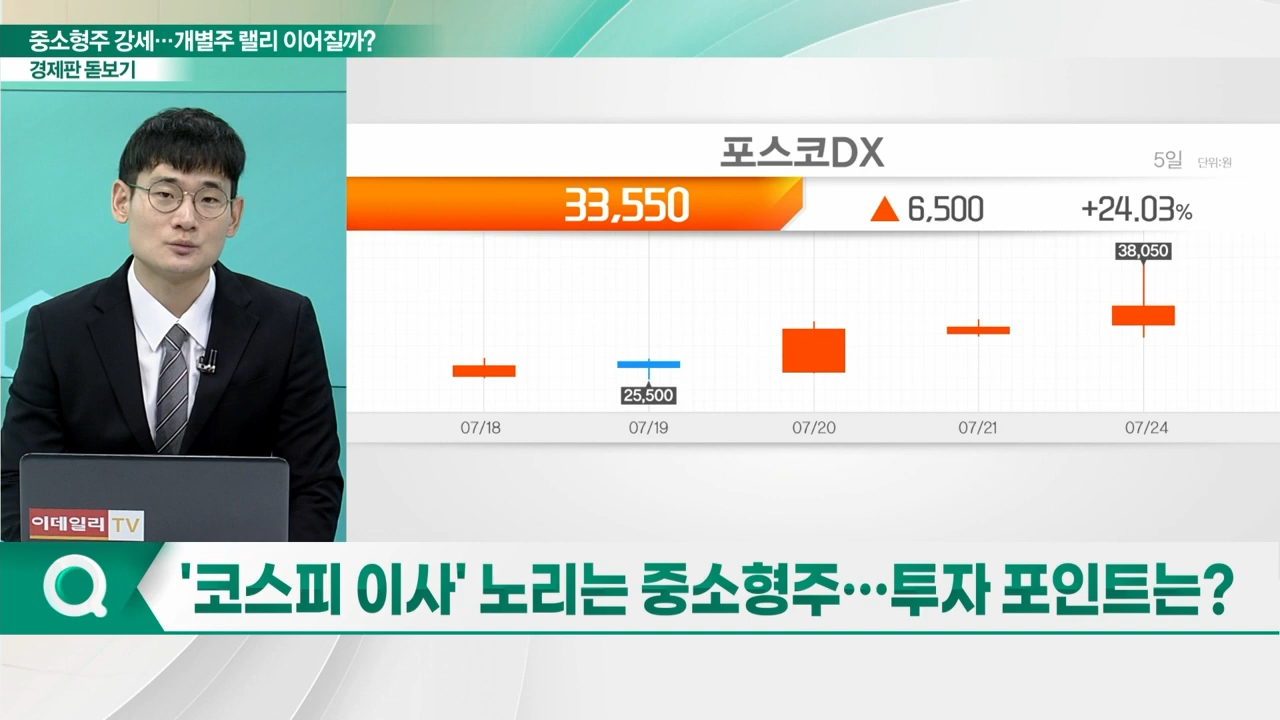 중소형주 강세…개별주 랠리 이어질까?
경제판 돋보기
포스코DX
5일 단위:원
33,550 ▲ 6,500 +24.03%
38,050
25,500
07/18 07/19 07/20 07/21 07/24
이데일리 TV
'코스피 이사' 노리는 중소형주…투자 포인트는?